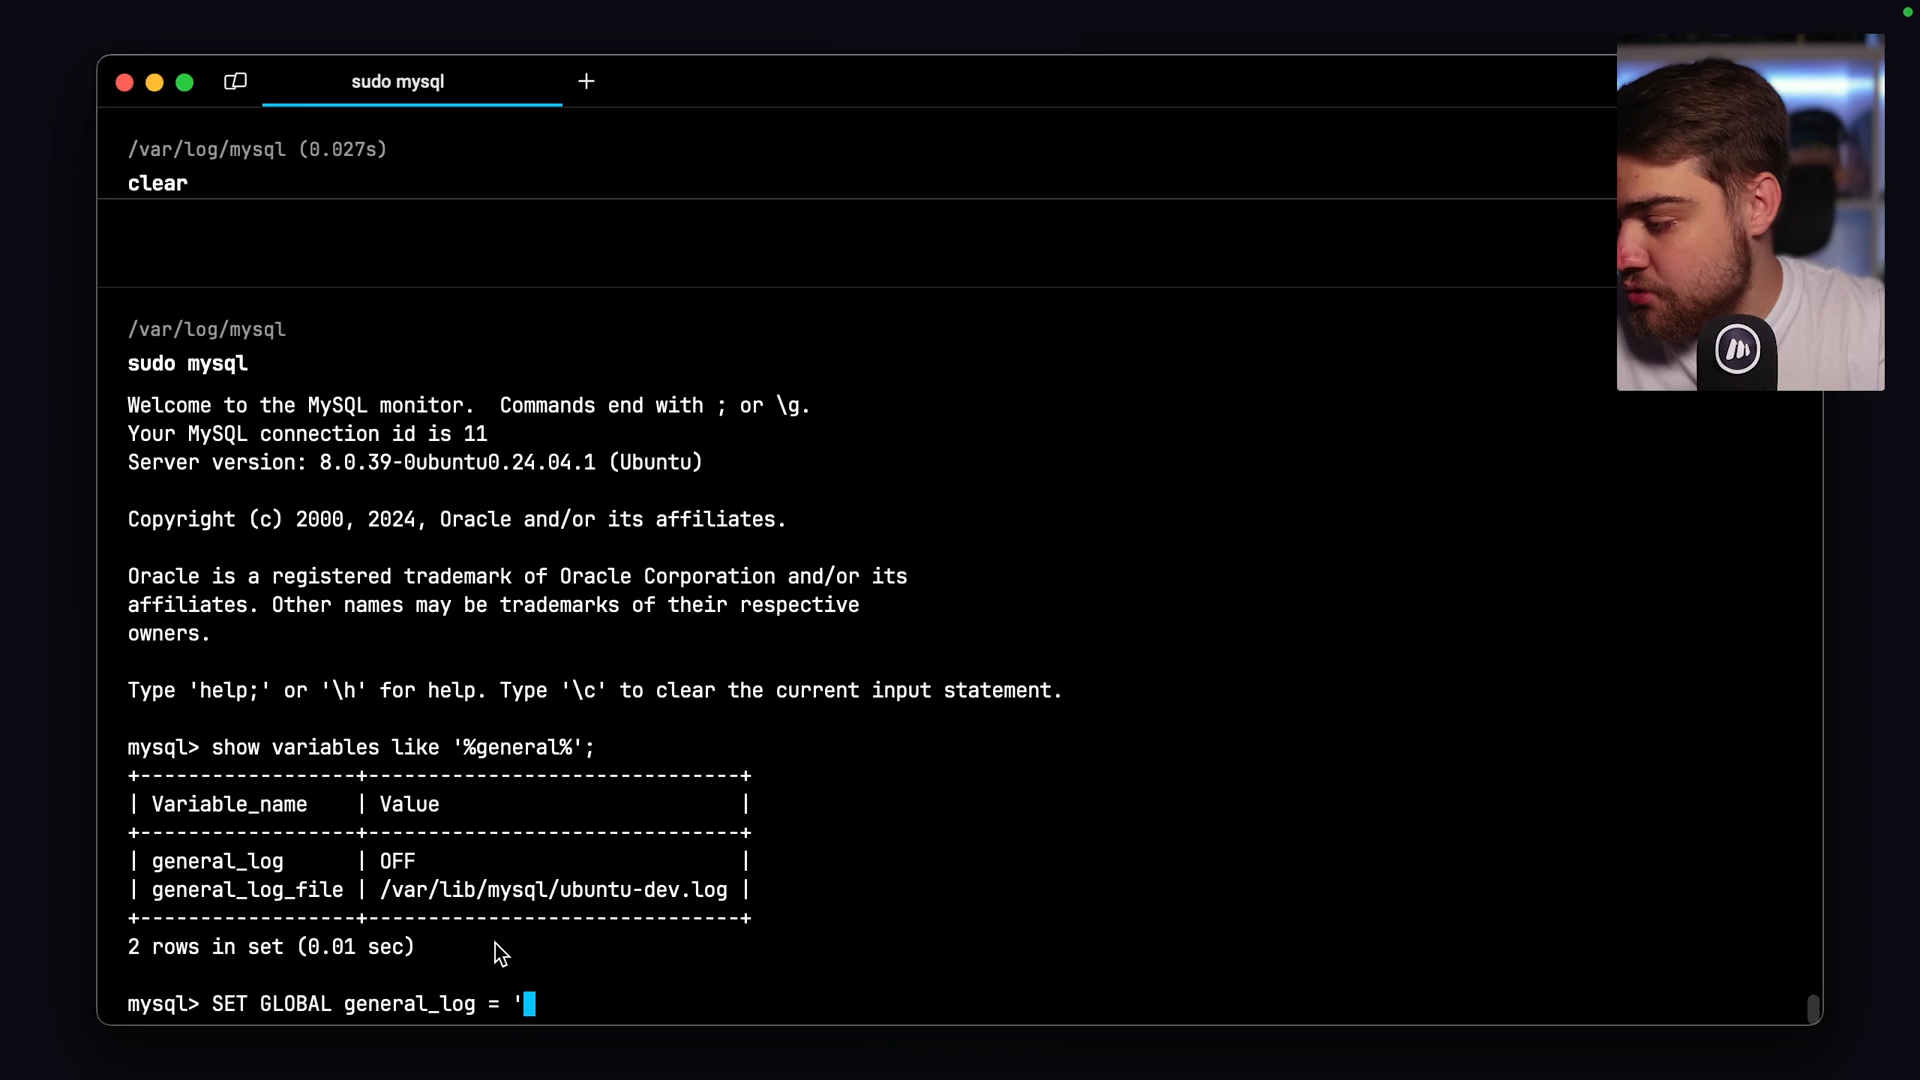 sudo mysql
/var/log/mysql (0.027s)
clear
/var/log/mysql
sudo mysql
Welcome to the MySQL monitor.  Commands end with ; or \g.
Your MySQL connection id is 11
Server version: 8.0.39-0ubuntu0.24.04.1 (Ubuntu)
Copyright (c) 2000, 2024, Oracle and/or its affiliates.
Oracle is a registered trademark of Oracle Corporation and/or its
affiliates. Other names may be trademarks of their respective
owners.
Type 'help;' or '\h' for help. Type '\c' to clear the current input statement.
mysql> show variables like '%general%';
+------------------+-------------------------------+
| Variable_name    | Value                         |
+------------------+-------------------------------+
| general_log      | OFF                           |
| general_log_file | /var/lib/mysql/ubuntu-dev.log |
+------------------+-------------------------------+
2 rows in set (0.01 sec)
mysql> SET GLOBAL general_log = '